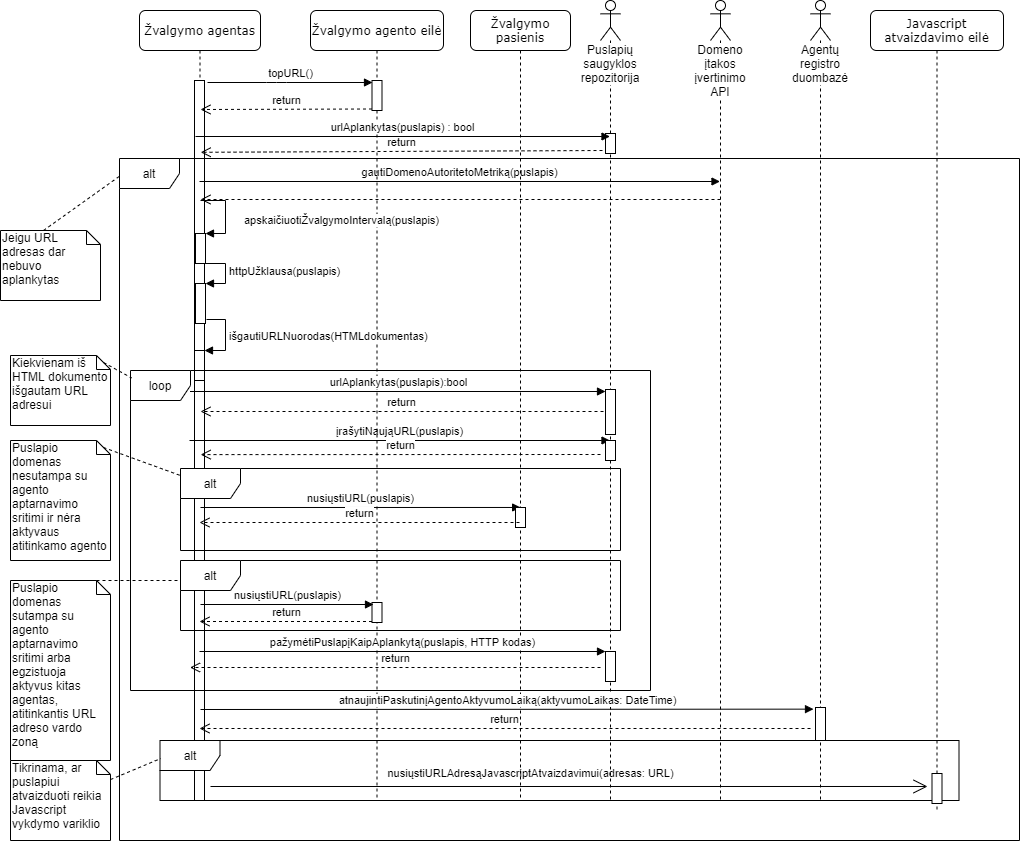 Žvalgymo agentas
Žvalgymo agento eilė
Žvalgymo
pasienis
Puslapių
saugyklos
repozitorija
Domeno
įtakos
įvertinimo
API
Agentų
registro
duombazė
Javascript
atvaizdavimo eilė
topURL()
return
urlAplankytas(puslapis) : bool
return
alt
gautiDomenoAutoritetoMetriką(puslapis)
apskaičiuotiŽvalgymoIntervalą(puslapis)
Jeigu URL
adresas dar
nebuvo
aplankytas
httpUžklausa(puslapis)
išgautiURLNuorodas(HTMLdokumentas)
Kiekvienam iš
HTML dokumento
išgautam URL
adresui
loop
urlAplankytas(puslapis):bool
return
įrašytiNaująURL(puslapis)
return
Puslapio
domenas
nesutampa su
agento
aptarnavimo
sritimi ir nėra
aktyvaus
atitinkamo agento
alt
nusiųstiURL(puslapis)
return
alt
nusiųstiURL(puslapis)
return
Puslapio
domenas
sutampa su
agento
aptarnavimo
sritimi arba
egzistuoja
aktyvus kitas
agentas,
atitinkantis URL
adreso vardo
zoną
pažymėtiPuslapįKaipAplankytą(puslapis, HTTP kodas)
return
atnaujintiPaskutinįAgentoAktyvumoLaiką(aktyvumoLaikas: DateTime)
return
alt
nusiųstiURLAdresąJavascriptAtvaizdavimui(adresas: URL)
Tikrinama, ar
puslapiui
atvaizduoti reikia
Javascript
vykdymo variklio